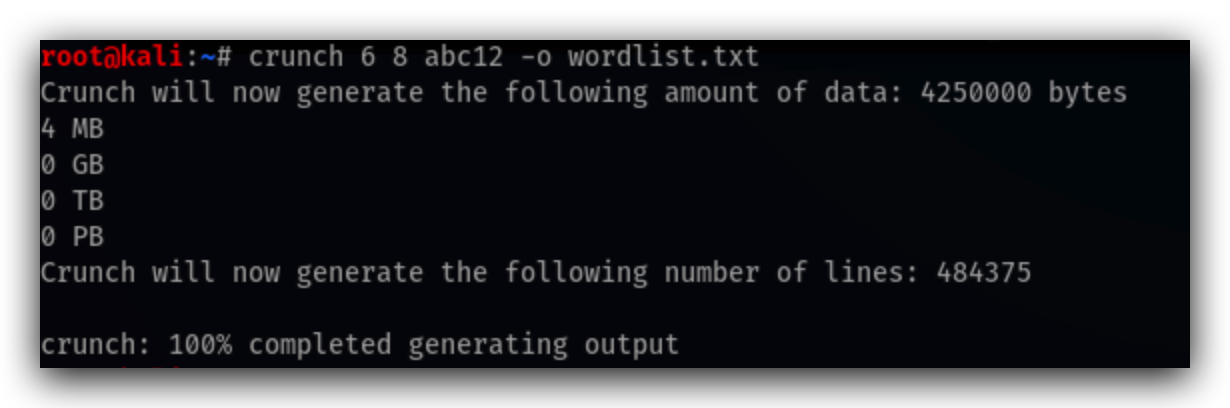 root@kali:~# crunch 6 8 abc12 -o wordlist.txt
Crunch will now generate the following amount of data: 4250000 bytes
4 MB
0 GB
0 TB
0 PB
Crunch will now generate the following number of lines: 484375
crunch: 100% completed generating output